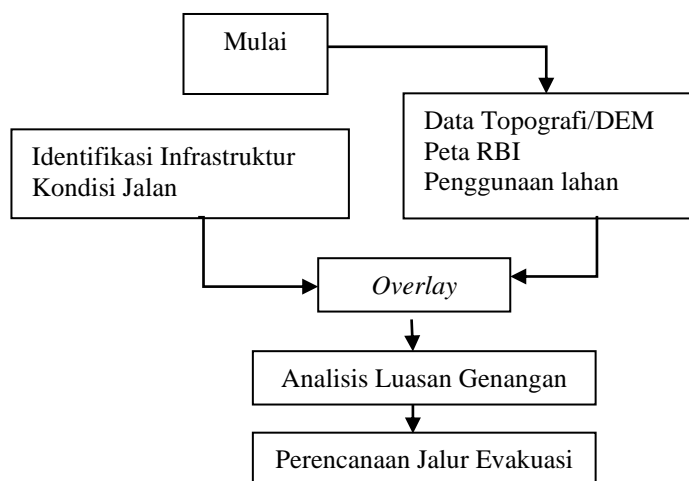 Mulai
Data Topografi/DEM
Peta RBI
Penggunaan lahan
Identifikasi Infrastruktur
Kondisi Jalan
Overlay
Analisis Luasan Genangan
Perencanaan Jalur Evakuasi